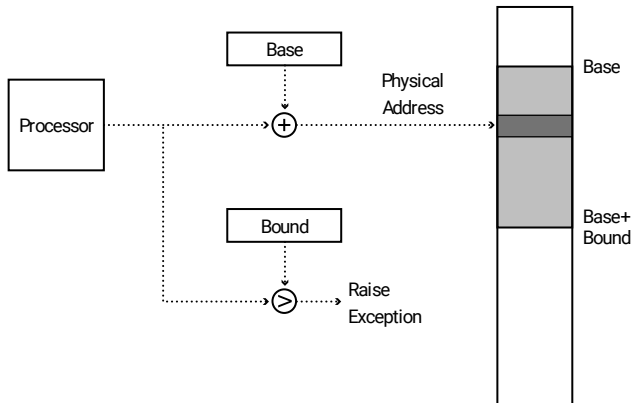 Base
Processor
+
Physical
Address
Base
Bound
>
Raise
Exception
Base+
Bound